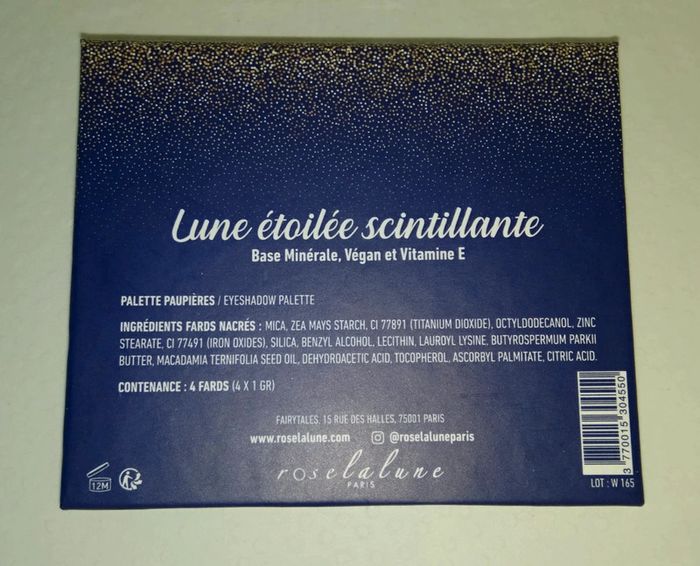 Lune étoilée scintillante
Base Minérale, Végan et Vitamine E
PALETTE PAUPIÈRES / EYESHADOW PALETTE
INGRÉDIENTS FARDS NACRÉS : MICA, ZEA MAYS STARCH, CI 77891 (TITANIUM DIOXIDE), OCTYLDODECANOL, ZINC
STEARATE, CI 77491 (IRON OXIDES), SILICA, BENZYL ALCOHOL, LECITHIN, LAUROYL LYSINE, BUTYROSPERMUM PARKII
BUTTER, MACADAMIA TERNIFOLIA SEED OIL, DEHYDROACETIC ACID, TOCOPHEROL, ASCORBYL PALMITATE, CITRIC ACID.
CONTENANCE : 4 FARDS (4 X 1 GR)
FAIRYTALES, 15 RUE DES HALLES, 75001 PARIS
www.roselalune.com @roselaluneparis
roselalune
PARIS
12M
3 770015 304550
LOT : W 165